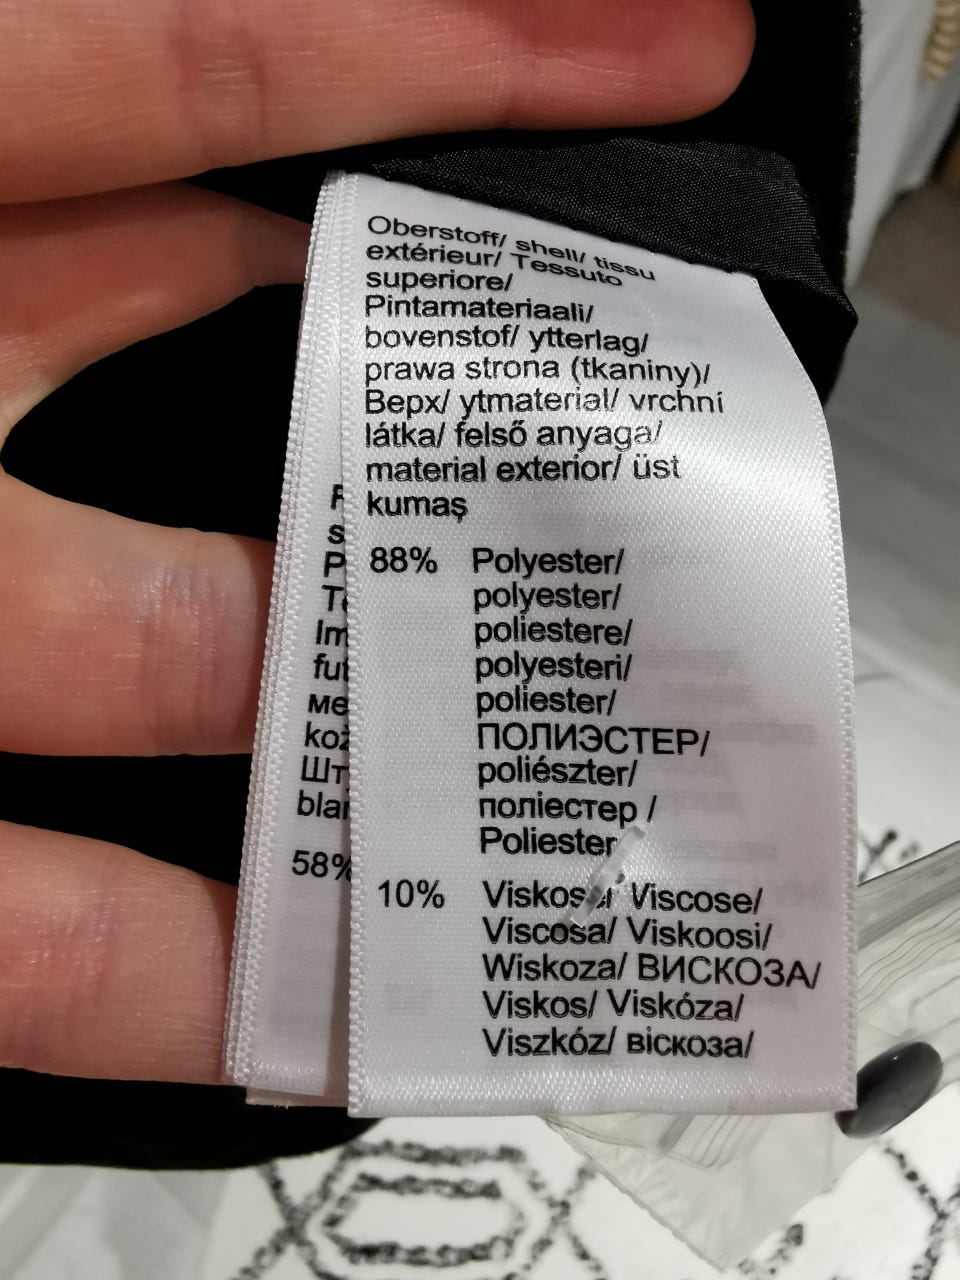 Oberstoff/ shell/ tissu
extérieur/ Tessuto
superiore/
Pintamateriaali/
bovenstof/ ytterlag/
prawa strona (tkaniny)/
Верх/ ytmaterial/ vrchní
látka/ felső anyaga/
material exterior/ üst
kumaş
88% Polyester/
polyester/
poliestere/
polyesteri/
poliester/
ПОЛИЭСТЕР/
poliészter/
поліестер /
Poliester
10% Viskose/ Viscose/
Viscosa/ Viskoosi/
Wiskoza/ ВИСКОЗА/
Viskos/ Viskóza/
Viszkóz/ віскоза/
58%